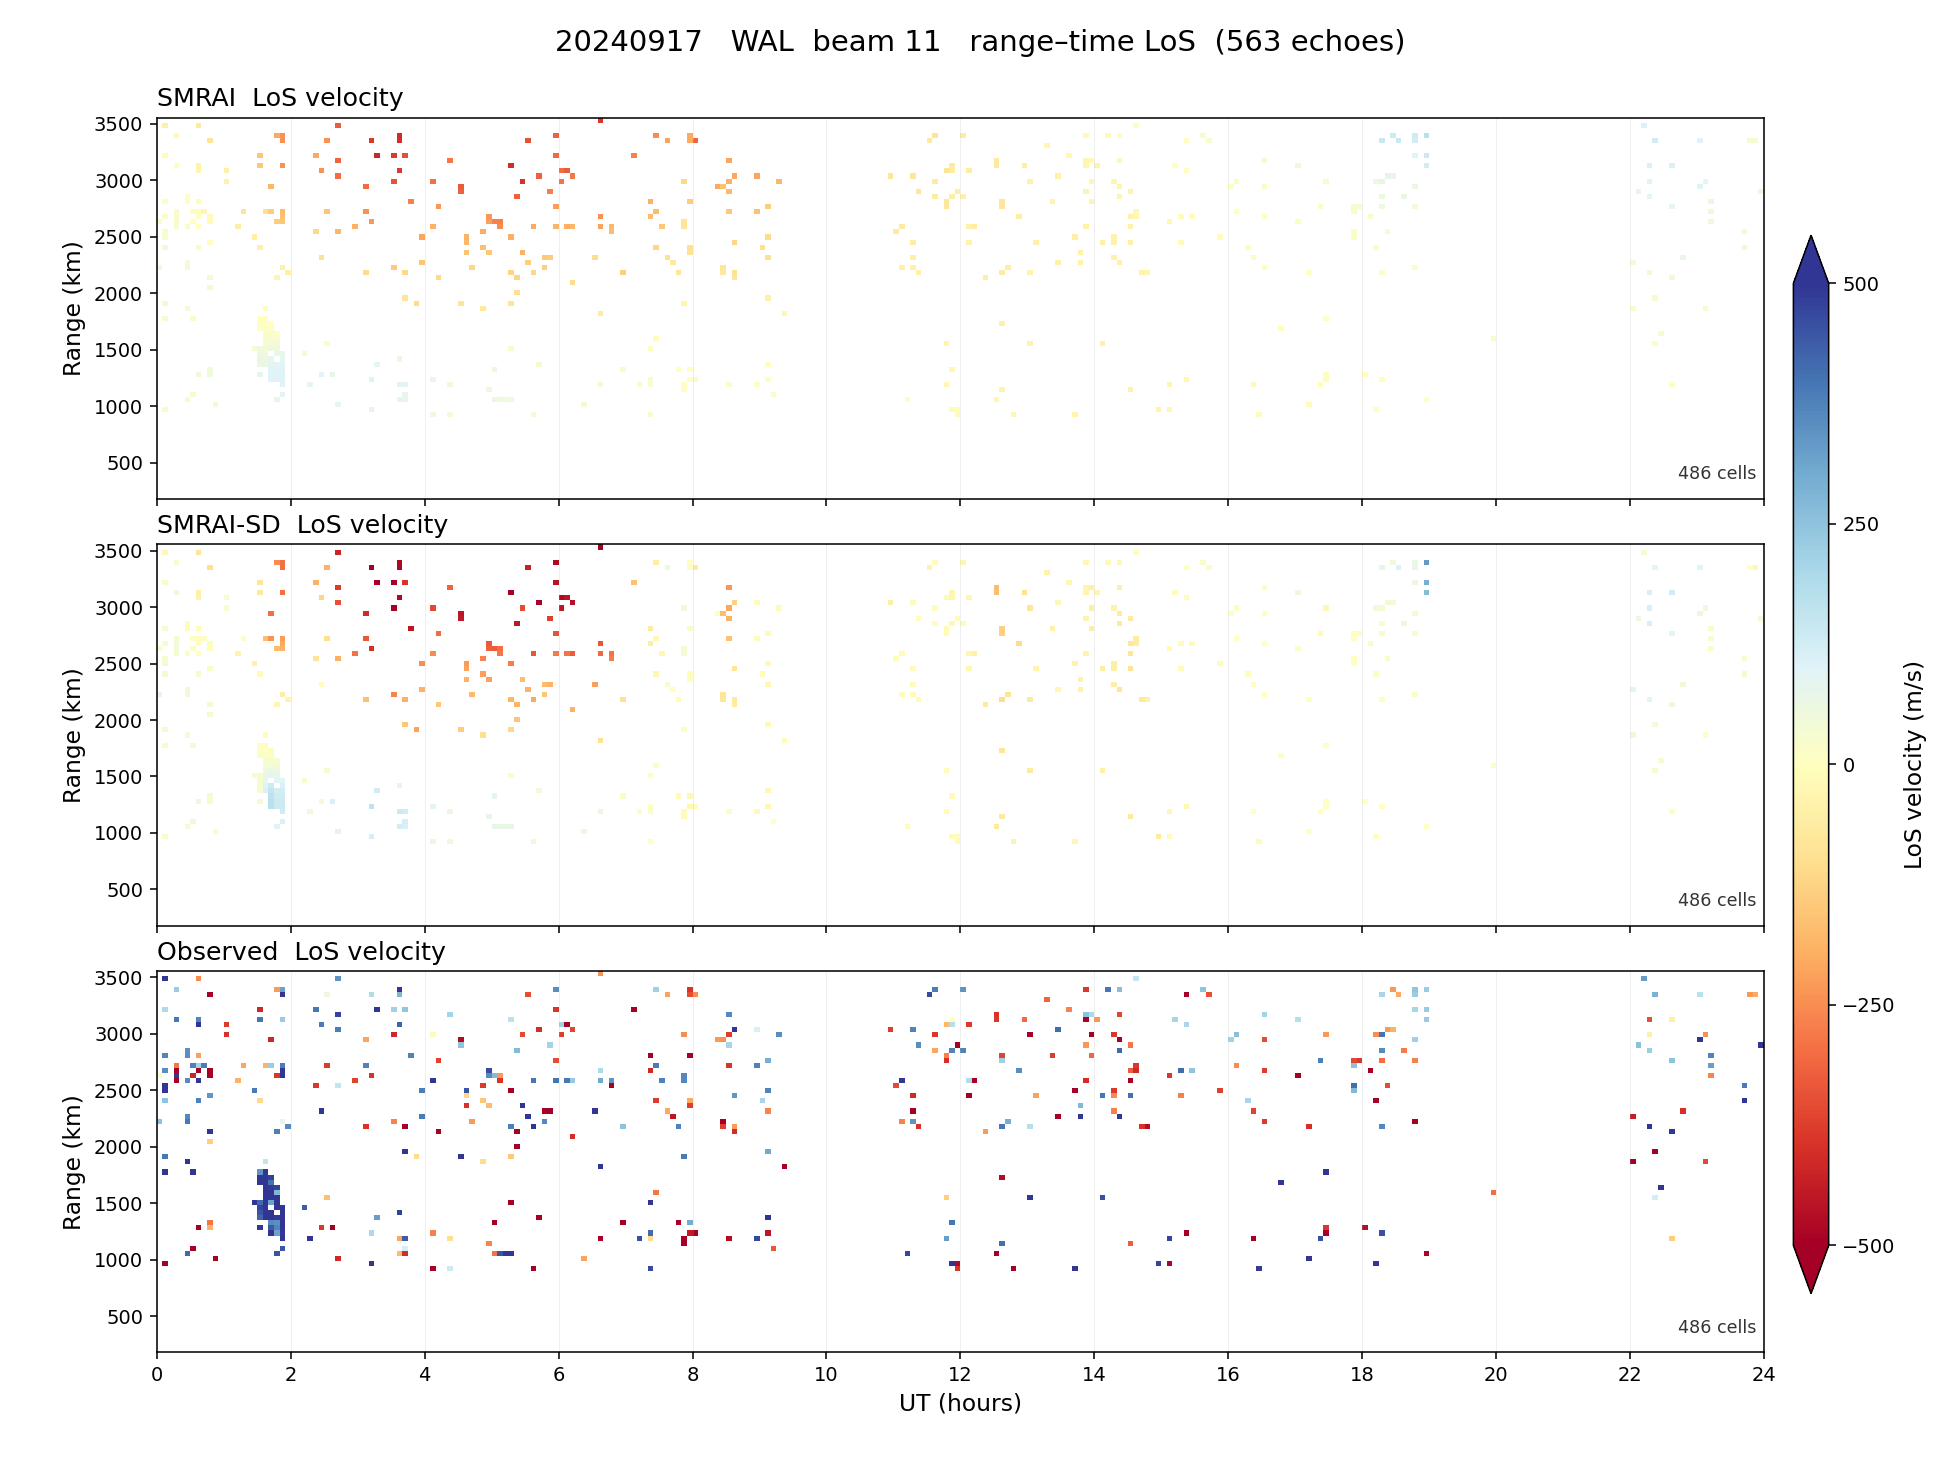 20240917   WAL  beam 11   range–time LoS  (563 echoes)
SMRAI  LoS velocity
3500
3000
2500
2000
1500
1000
500
Range (km)
486 cells
SMRAI-SD  LoS velocity
3500
3000
2500
2000
1500
1000
500
Range (km)
486 cells
Observed  LoS velocity
3500
3000
2500
2000
1500
1000
500
Range (km)
486 cells
0 2 4 6 8 10 12 14 16 18 20 22 24
UT (hours)
500
250
0
−250
−500
LoS velocity (m/s)